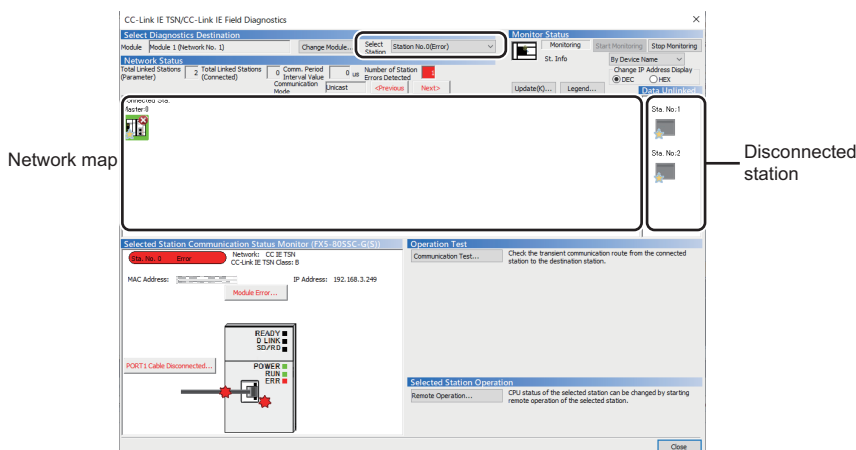 CC-Link IE TSN/CC-Link IE Field Diagnostics
Select Diagnostics Destination
Module Module 1 (Network No. 1) Change Module... Select Station Station No.0(Error)
Monitor Status
Monitoring Start Monitoring Stop Monitoring
St. Info By Device Name
Change IP Address Display
DEC HEX
Update(K)... Legend...
Network Status
Total Linked Stations (Parameter) 2 Total Linked Stations (Connected) 0 Comm. Period Interval Value 0 us Number of Station Errors Detected 1
Communication Mode Unicast <Previous Next>
Data Unlinked
Connected Sta.
Master:0
Sta. No:1
Sta. No:2
Network map
Disconnected
station
Selected Station Communication Status Monitor (FX5-80SSC-G(S))
Sta. No. 0 Error
Network: CC IE TSN
CC-Link IE TSN Class: B
MAC Address:
IP Address: 192.168.3.249
Module Error...
READY
D LINK
SD/RD
POWER
RUN
ERR
PORT1 Cable Disconnected...
Operation Test
Communication Test...
Check the transient communication route from the connected
station to the destination station.
Selected Station Operation
Remote Operation...
CPU status of the selected station can be changed by starting
remote operation of the selected station.
Close